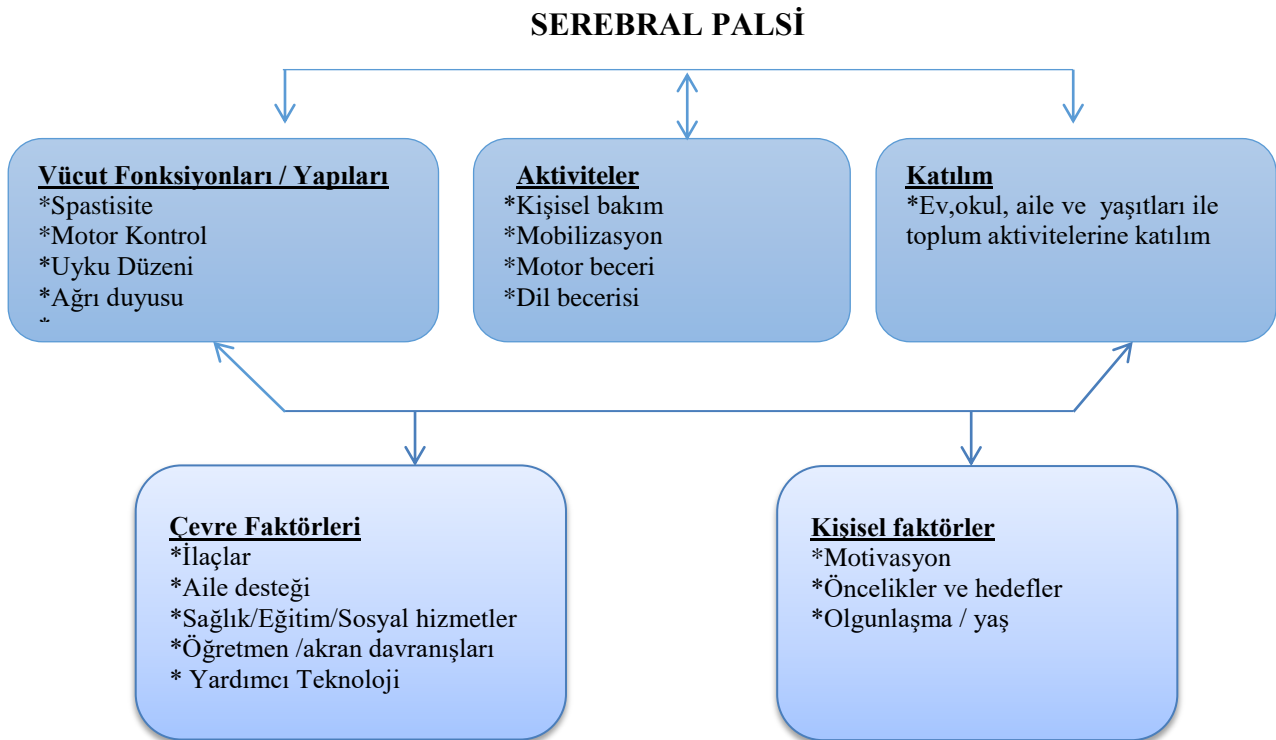 SEREBRAL PALSİ
Vücut Fonksiyonları / Yapıları
*Spastisite
*Motor Kontrol
*Uyku Düzeni
*Ağrı duyusu
*
Aktiviteler
*Kişisel bakım
*Mobilizasyon
*Motor beceri
*Dil becerisi
Katılım
*Ev,okul, aile ve yaşıtları ile
toplum aktivitelerine katılım
Çevre Faktörleri
*İlaçlar
*Aile desteği
*Sağlık/Eğitim/Sosyal hizmetler
*Öğretmen /akran davranışları
* Yardımcı Teknoloji
Kişisel faktörler
*Motivasyon
*Öncelikler ve hedefler
*Olgunlaşma / yaş